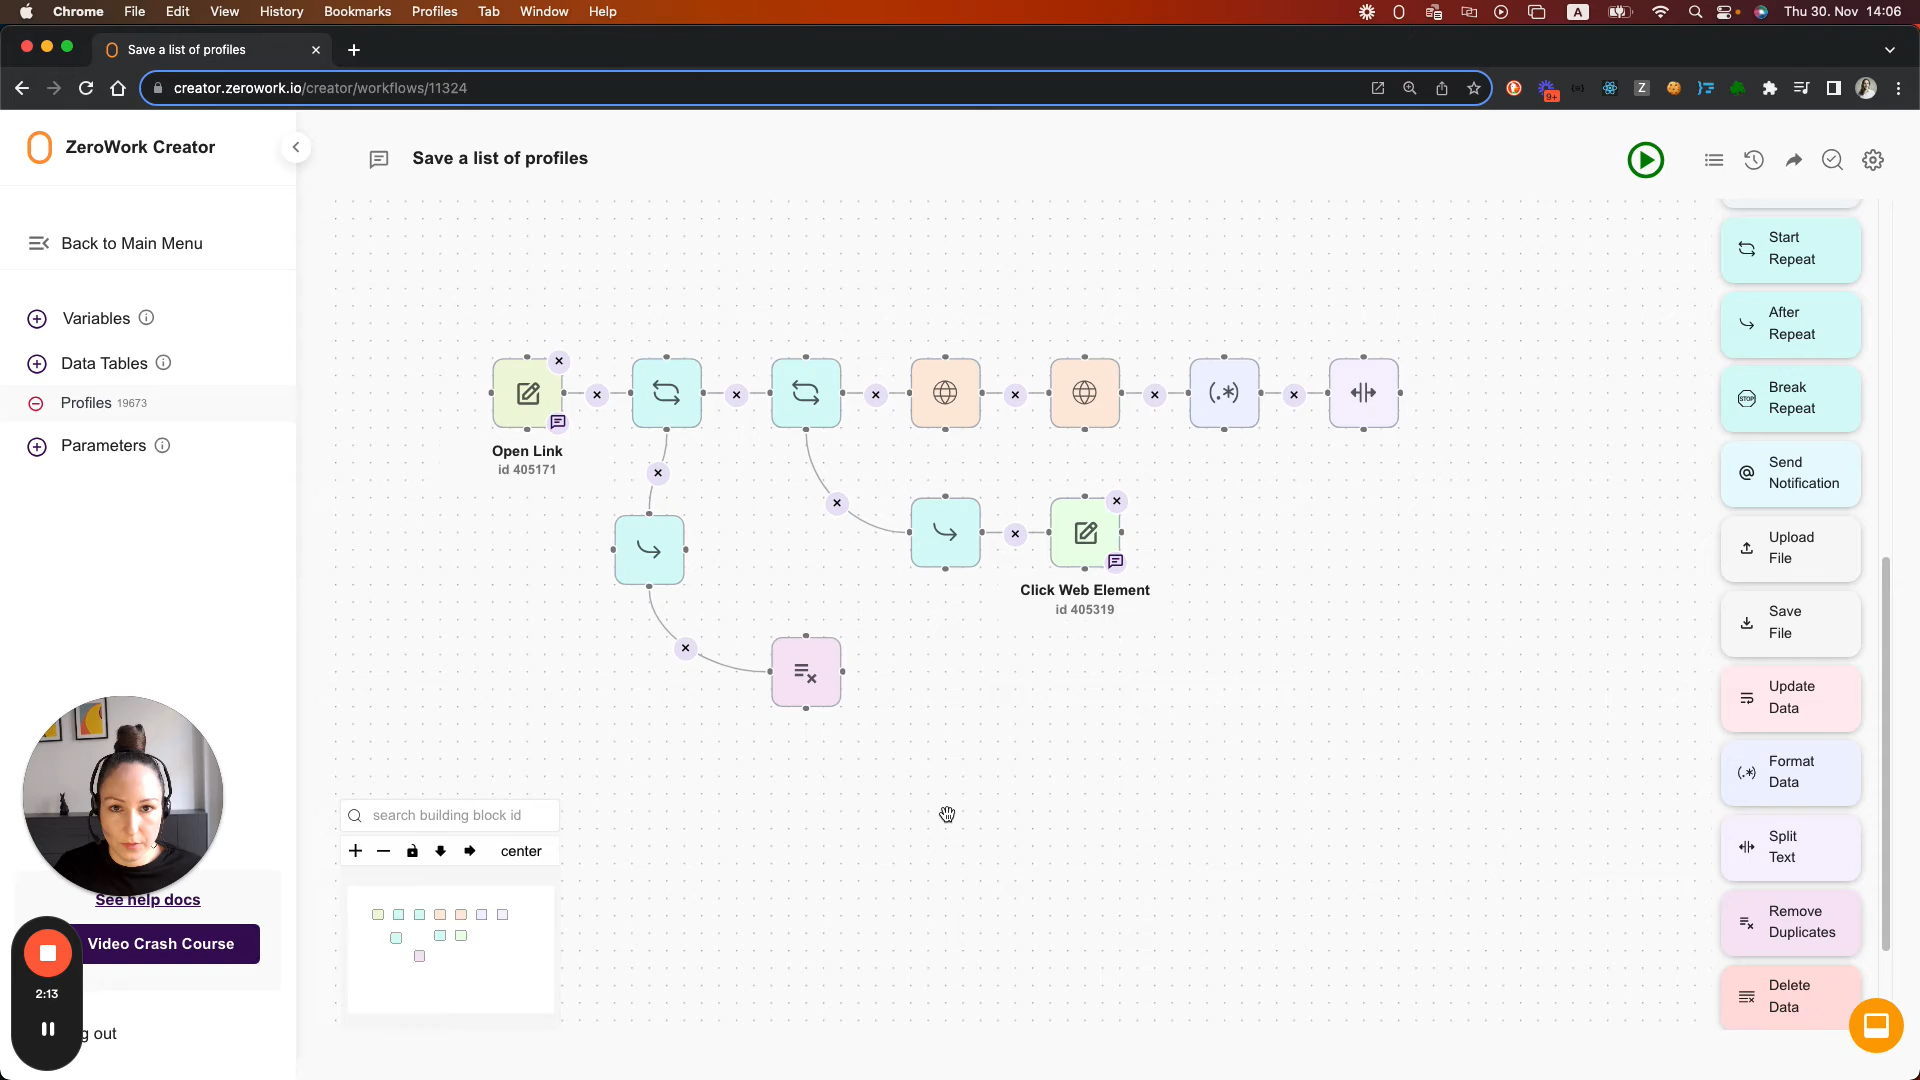 Chrome File Edit View History Bookmarks Profiles Tab Window Help
A
Thu 30. Nov 14:06
Save a list of profiles
creator.zerowork.io/creator/workflows/11324
9+
Z
ZeroWork Creator
Save a list of profiles
Back to Main Menu
Variables
Data Tables
Profiles 19673
Parameters
(.*)
Open Link
id 405171
Click Web Element
id 405319
search building block id
center
See help docs
Video Crash Course
2:13
g out
Start
Repeat
After
Repeat
STOP
Break
Repeat
@
Send
Notification
Upload
File
Save
File
Update
Data
(.*)
Format
Data
Split
Text
Remove
Duplicates
Delete
Data